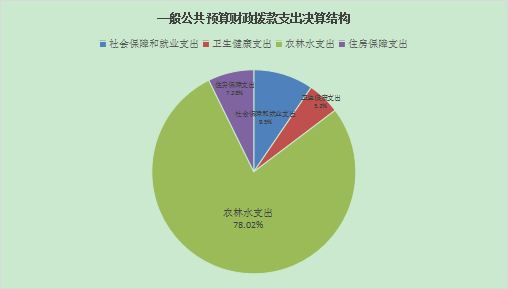 一般公共预算财政拨款支出决算结构
社会保障和就业支出 卫生健康支出 农林水支出 住房保障支出
住房保障支出
7.28%
卫生健康支出
5.2%
社会保障和就业支出
9.5%
农林水支出
78.02%